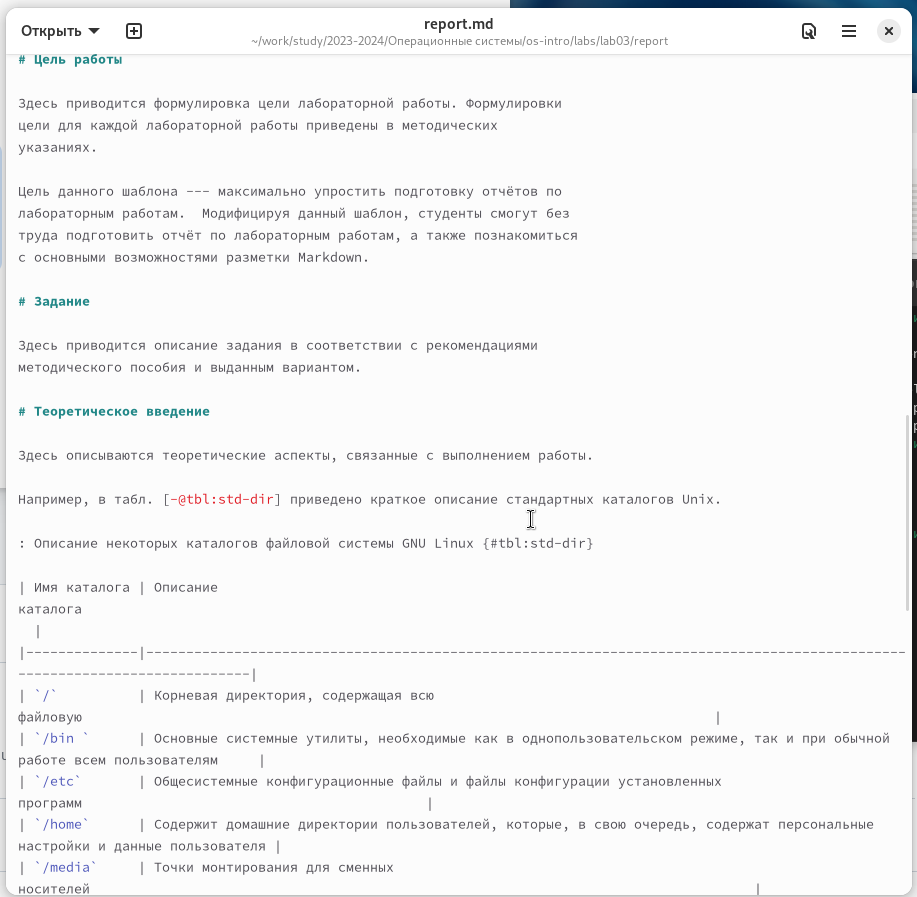 Открыть
report.md
~/work/study/2023-2024/Операционные системы/os-intro/labs/lab03/report
# Цель работы
Здесь приводится формулировка цели лабораторной работы. Формулировки
цели для каждой лабораторной работы приведены в методических
указаниях.
Цель данного шаблона --- максимально упростить подготовку отчётов по
лабораторным работам.  Модифицируя данный шаблон, студенты смогут без
труда подготовить отчёт по лабораторным работам, а также познакомиться
с основными возможностями разметки Markdown.
# Задание
Здесь приводится описание задания в соответствии с рекомендациями
методического пособия и выданным вариантом.
# Теоретическое введение
Здесь описываются теоретические аспекты, связанные с выполнением работы.
Например, в табл. [-@tbl:std-dir] приведено краткое описание стандартных каталогов Unix.
: Описание некоторых каталогов файловой системы GNU Linux {#tbl:std-dir}
| Имя каталога | Описание
каталога
|
|--------------|-----------------------------------------------------------------------------------------------
-----------------------------|
| `/`          | Корневая директория, содержащая всю
файловую                                                                               |
| `/bin `      | Основные системные утилиты, необходимые как в однопользовательском режиме, так и при обычной
работе всем пользователям     |
| `/etc`       | Общесистемные конфигурационные файлы и файлы конфигурации установленных
программ                                           |
| `/home`      | Содержит домашние директории пользователей, которые, в свою очередь, содержат персональные
настройки и данные пользователя |
| `/media`     | Точки монтирования для сменных
носителей                                                                                   |